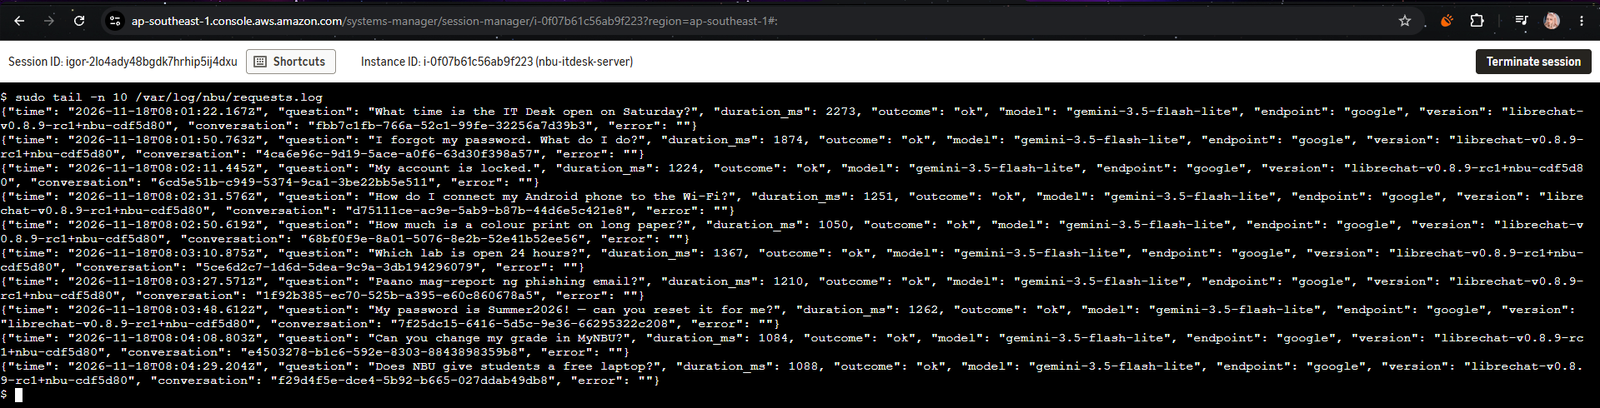 ap-southeast-1.console.aws.amazon.com/systems-manager/session-manager/i-0f07b61c56ab9f223?region=ap-southeast-1#:
Session ID: igor-2lo4ady48bgdk7hrhip5ij4dxu Shortcuts Instance ID: i-0f07b61c56ab9f223 (nbu-itdesk-server) Terminate session
$ sudo tail -n 10 /var/log/nbu/requests.log
{"time": "2026-11-18T08:01:22.167Z", "question": "What time is the IT Desk open on Saturday?", "duration_ms": 2273, "outcome": "ok", "model": "gemini-3.5-flash-lite", "endpoint": "google", "version": "librechat-
v0.8.9-rc1+nbu-cdf5d80", "conversation": "fbb7c1fb-766a-52c1-99fe-32256a7d39b3", "error": ""}
{"time": "2026-11-18T08:01:50.763Z", "question": "I forgot my password. What do I do?", "duration_ms": 1874, "outcome": "ok", "model": "gemini-3.5-flash-lite", "endpoint": "google", "version": "librechat-v0.8.9-
rc1+nbu-cdf5d80", "conversation": "4ca6e96c-9d19-5ace-a0f6-63d30f398a57", "error": ""}
{"time": "2026-11-18T08:02:11.445Z", "question": "My account is locked.", "duration_ms": 1224, "outcome": "ok", "model": "gemini-3.5-flash-lite", "endpoint": "google", "version": "librechat-v0.8.9-rc1+nbu-cdf5d8
0", "conversation": "6cd5e51b-c949-5374-9ca1-3be22bb5e511", "error": ""}
{"time": "2026-11-18T08:02:31.576Z", "question": "How do I connect my Android phone to the Wi-Fi?", "duration_ms": 1251, "outcome": "ok", "model": "gemini-3.5-flash-lite", "endpoint": "google", "version": "libre
chat-v0.8.9-rc1+nbu-cdf5d80", "conversation": "d75111ce-ac9e-5ab9-b87b-44d6e5c421e8", "error": ""}
{"time": "2026-11-18T08:02:50.619Z", "question": "How much is a colour print on long paper?", "duration_ms": 1050, "outcome": "ok", "model": "gemini-3.5-flash-lite", "endpoint": "google", "version": "librechat-v
0.8.9-rc1+nbu-cdf5d80", "conversation": "68bf0f9e-8a01-5076-8e2b-52e41b52ee56", "error": ""}
{"time": "2026-11-18T08:03:10.875Z", "question": "Which lab is open 24 hours?", "duration_ms": 1367, "outcome": "ok", "model": "gemini-3.5-flash-lite", "endpoint": "google", "version": "librechat-v0.8.9-rc1+nbu-
cdf5d80", "conversation": "5ce6d2c7-1d6d-5dea-9c9a-3db194296079", "error": ""}
{"time": "2026-11-18T08:03:27.571Z", "question": "Paano mag-report ng phishing email?", "duration_ms": 1210, "outcome": "ok", "model": "gemini-3.5-flash-lite", "endpoint": "google", "version": "librechat-v0.8.9-
rc1+nbu-cdf5d80", "conversation": "1f92b385-ec70-525b-a395-e60c860678a5", "error": ""}
{"time": "2026-11-18T08:03:48.612Z", "question": "My password is Summer2026! — can you reset it for me?", "duration_ms": 1262, "outcome": "ok", "model": "gemini-3.5-flash-lite", "endpoint": "google", "version": 
"librechat-v0.8.9-rc1+nbu-cdf5d80", "conversation": "7f25dc15-6416-5d5c-9e36-66295322c208", "error": ""}
{"time": "2026-11-18T08:04:08.803Z", "question": "Can you change my grade in MyNBU?", "duration_ms": 1084, "outcome": "ok", "model": "gemini-3.5-flash-lite", "endpoint": "google", "version": "librechat-v0.8.9-rc
1+nbu-cdf5d80", "conversation": "e4503278-b1c6-592e-8303-8843898359b8", "error": ""}
{"time": "2026-11-18T08:04:29.204Z", "question": "Does NBU give students a free laptop?", "duration_ms": 1088, "outcome": "ok", "model": "gemini-3.5-flash-lite", "endpoint": "google", "version": "librechat-v0.8.
9-rc1+nbu-cdf5d80", "conversation": "f29d4f5e-dce4-5b92-b665-027ddab49db8", "error": ""}
$